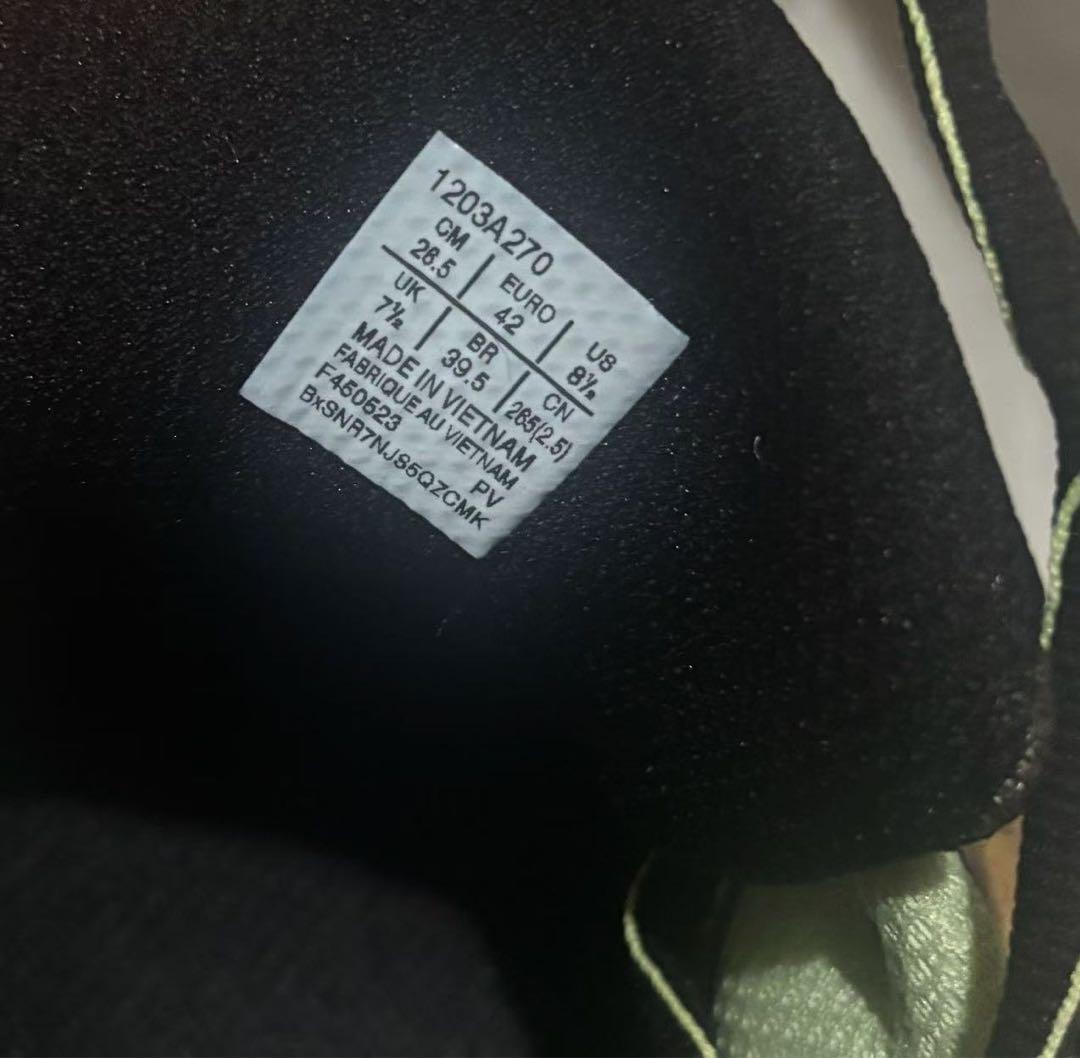 1203A270
CM | EURO | US
26.5 | 42 | 8½
UK | BR | CN
7½ | 39.5 | 265(2.5)
MADE IN VIETNAM
FABRIQUE AU VIETNAM
F450523 PV
BxSNR7NJS5QZCMK